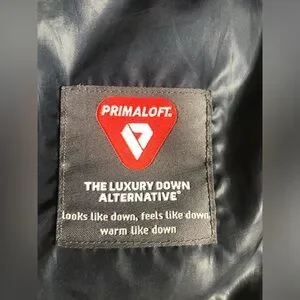 PRIMALOFT®
THE LUXURY DOWN
ALTERNATIVE®
looks like down, feels like down
warm like down